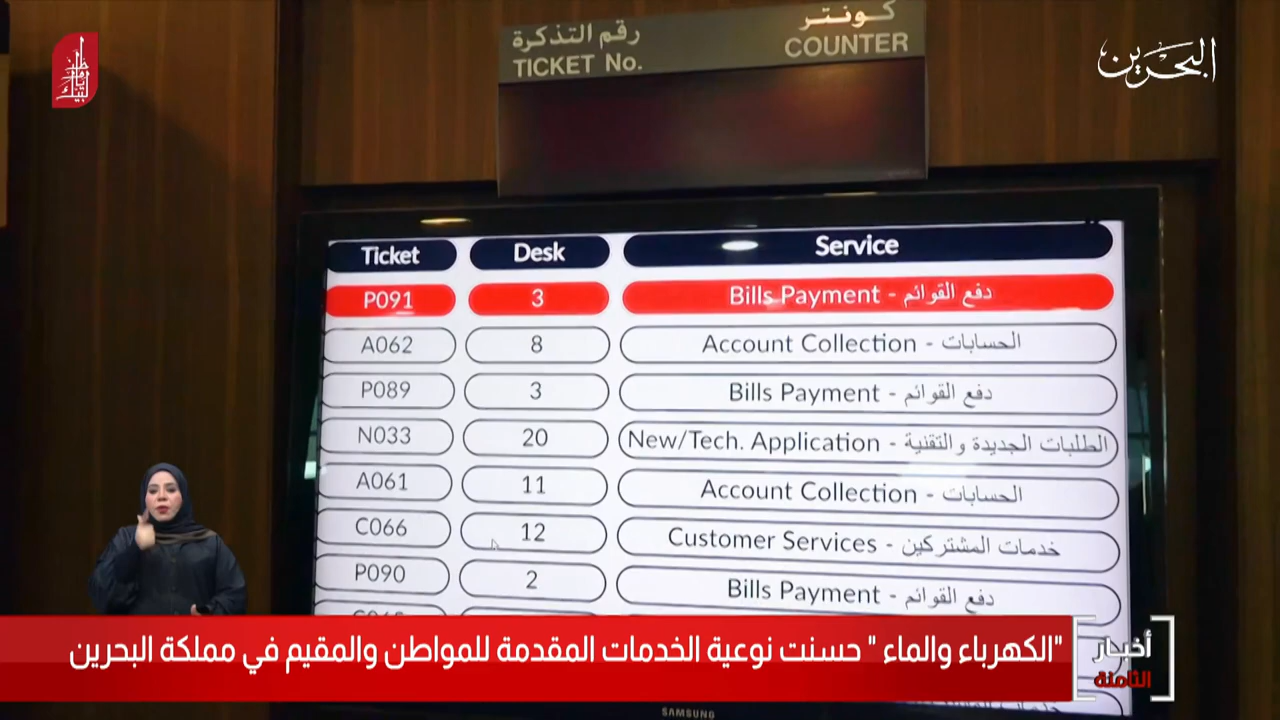 البحرين
رقم التذكرة كونتر
TICKET No. COUNTER
Ticket Desk Service
P091 3 Bills Payment - دفع القوائم
A062 8 Account Collection - الحسابات
P089 3 Bills Payment - دفع القوائم
N033 20 New/Tech. Application - الطلبات الجديدة والتقنية
A061 11 Account Collection - الحسابات
C066 12 Customer Services - خدمات المشتركين
P090 2 Bills Payment - دفع القوائم
"الكهرباء والماء " حسنت نوعية الخدمات المقدمة للمواطن والمقيم في مملكة البحرين
أخبار
الثامنة
SAMSUNG